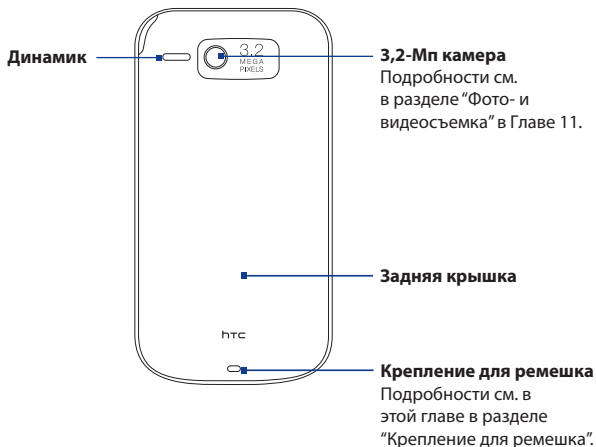 Динамик
3.2
MEGA
PIXELS
3,2-Мп камера
Подробности см.
в разделе “Фото- и
видеосъемка” в Главе 11.
Задняя крышка
hтc
Крепление для ремешка
Подробности см. в
этой главе в разделе
“Крепление для ремешка”.